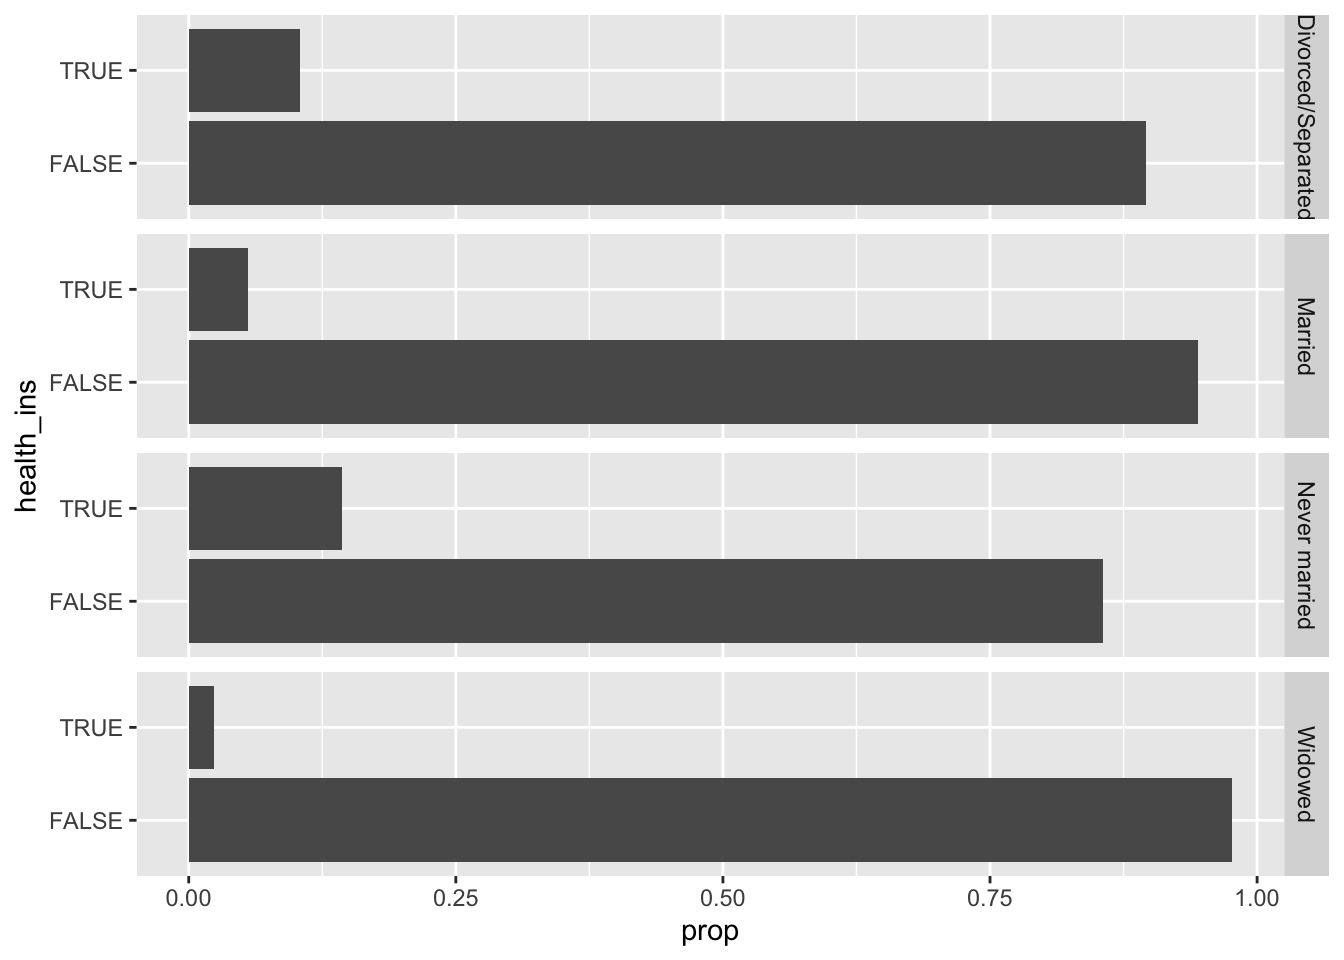 TRUE
FALSE
Divorced/Separated
TRUE
FALSE
Married
health_ins
TRUE
FALSE
Never married
TRUE
FALSE
Widowed
0.00 0.25 0.50 0.75 1.00
prop